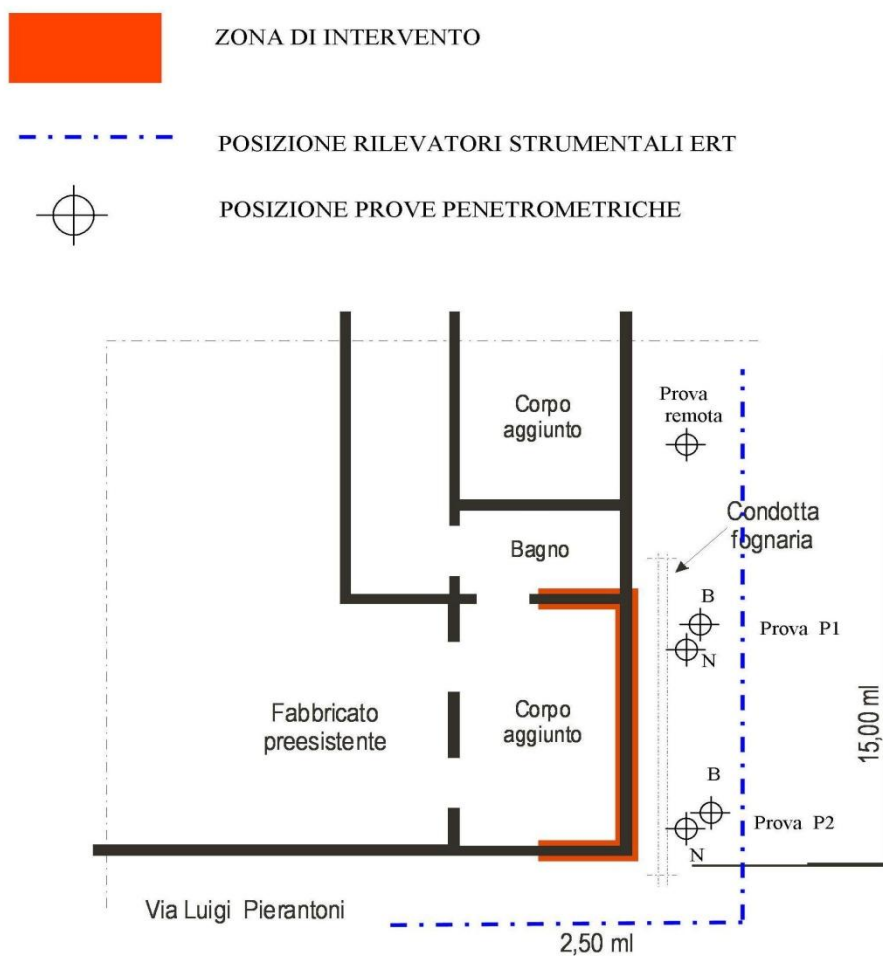 ZONA DI INTERVENTO
POSIZIONE RILEVATORI STRUMENTALI ERT
POSIZIONE PROVE PENETROMETRICHE
Prova
remota
Corpo
aggiunto
Condotta
fognaria
Bagno
B
Prova P1
N
Fabbricato
preesistente
Corpo
aggiunto
15,00 ml
B
Prova P2
N
Via Luigi Pierantoni
2,50 ml